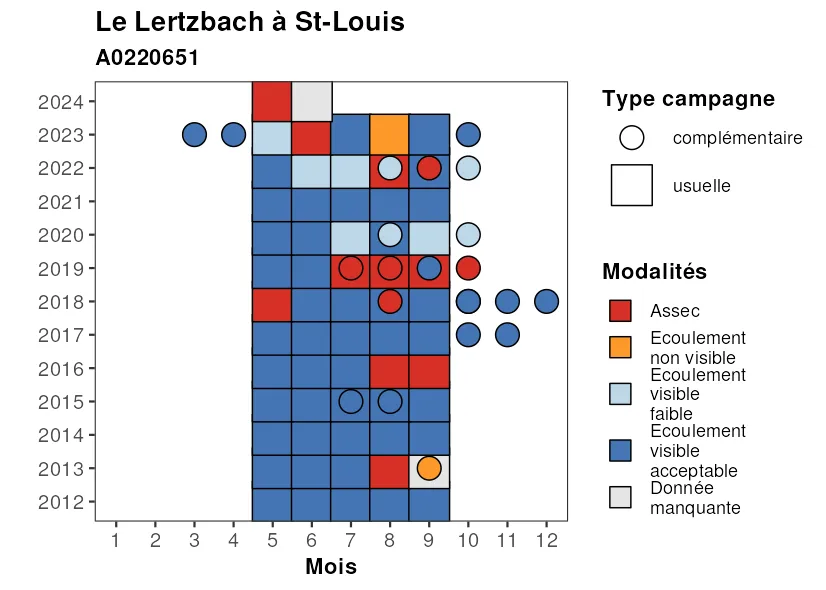 Le Lertzbach à St-Louis
A0220651
2024
2023
2022
2021
2020
2019
2018
2017
2016
2015
2014
2013
2012
1 2 3 4 5 6 7 8 9 10 11 12
Mois
Type campagne
complémentaire
usuelle
Modalités
Assec
Ecoulement
non visible
Ecoulement
visible
faible
Ecoulement
visible
acceptable
Donnée
manquante